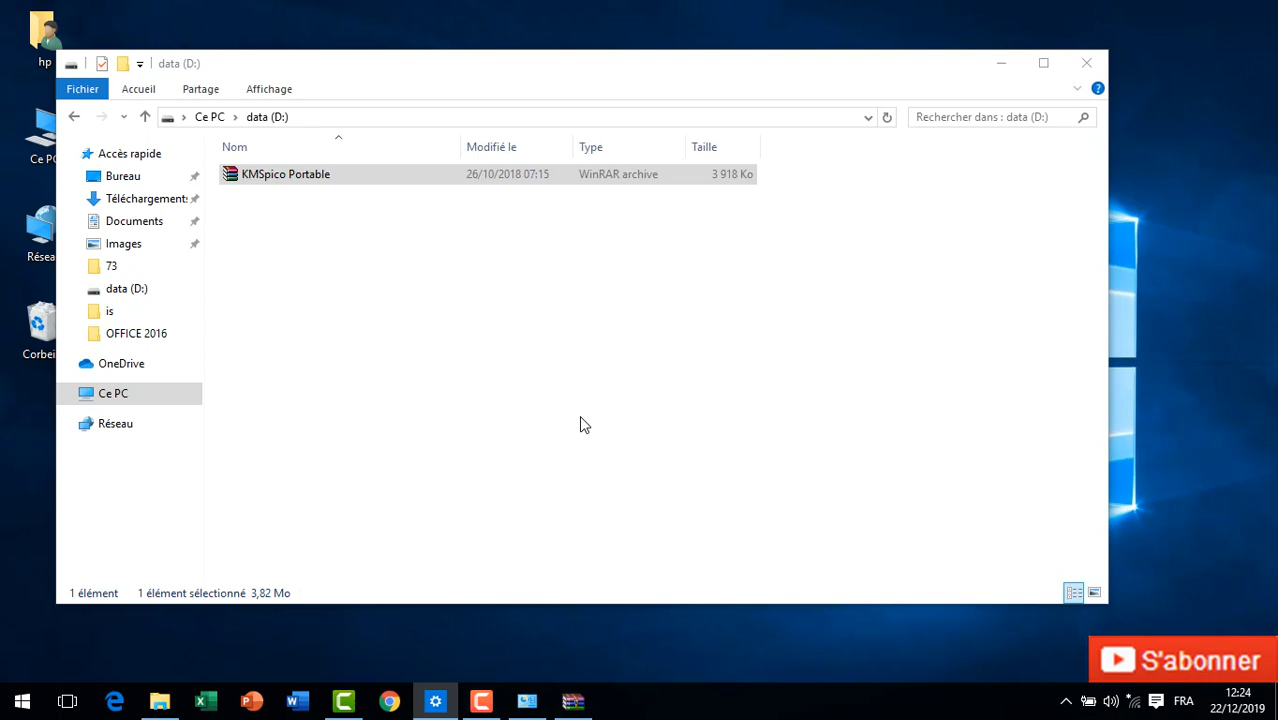 hp
data (D:)
Fichier
Accueil
Partage
Affichage
Ce PC
data (D:)
Rechercher dans : data (D:)
Accès rapide
Bureau
Téléchargements
Documents
Images
73
data (D:)
is
OFFICE 2016
OneDrive
Ce PC
Réseau
Nom
Modifié le
Type
Taille
KMSpico Portable
26/10/2018 07:15
WinRAR archive
3 918 Ko
1 élément
1 élément sélectionné 3,82 Mo
Ce PC
Résea
Corbei
S'abonner
FRA
12:24
22/12/2019